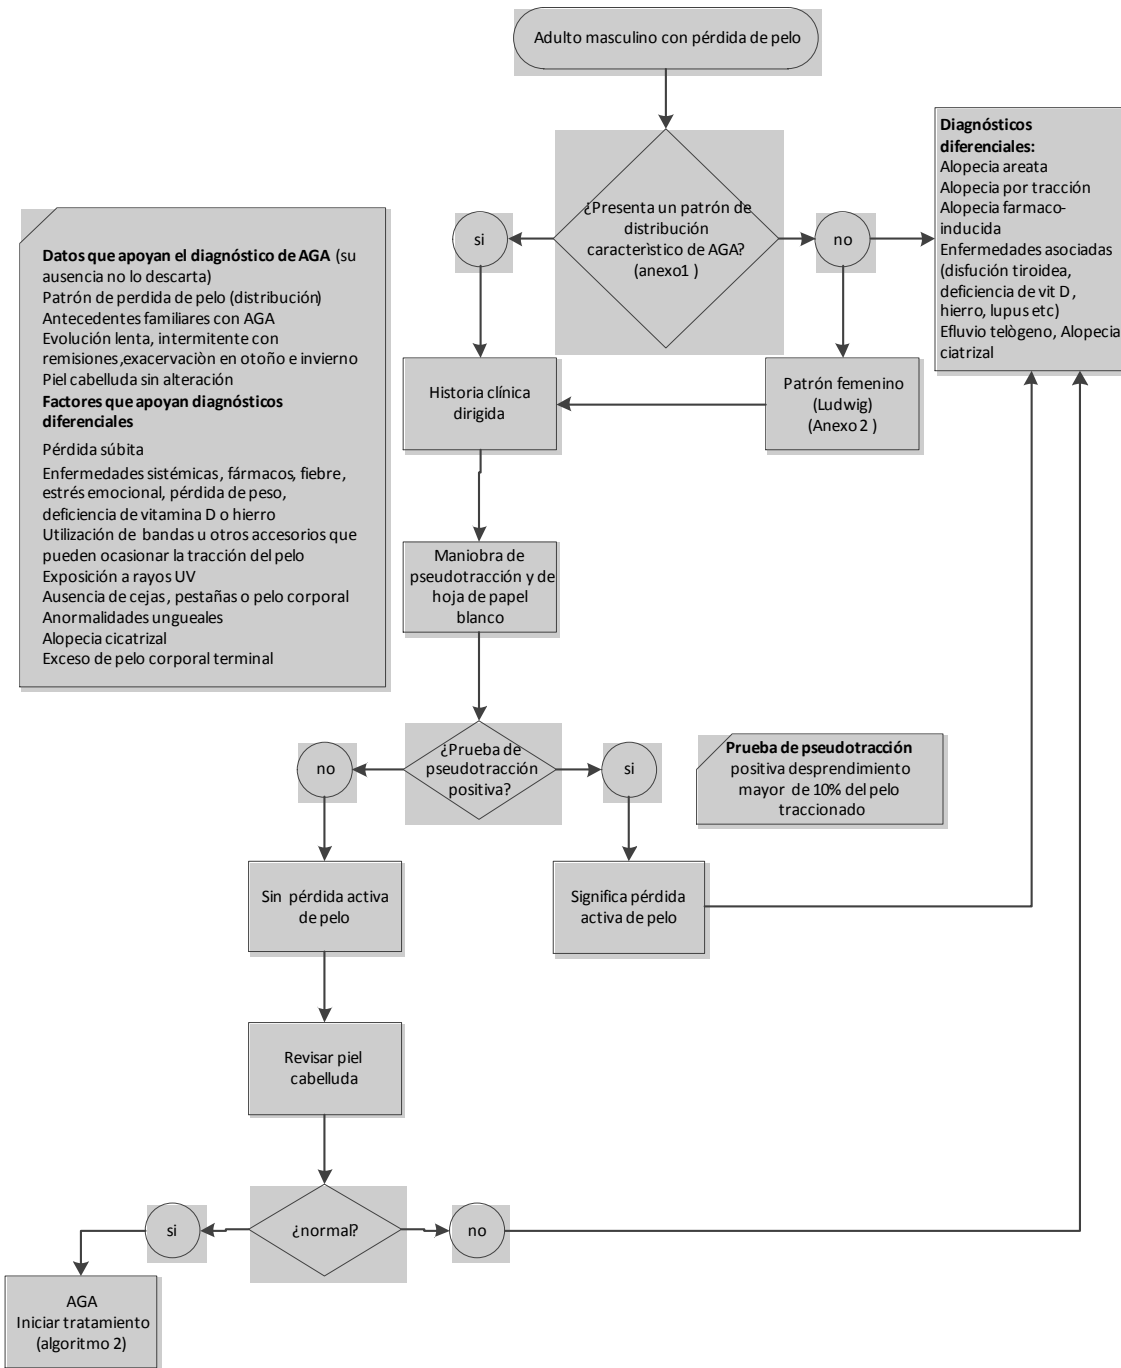 Adulto masculino con pérdida de pelo
¿Presenta un patrón de
distribución
caracterìstico de AGA?
(anexo1 )
si
no
Diagnósticos
diferenciales:
Alopecia areata
Alopecia por tracción
Alopecia farmaco-
inducida
Enfermedades asociadas
(disfución tiroidea,
deficiencia de vit D ,
hierro, lupus etc)
Efluvio telògeno, Alopecia
ciatrizal
Datos que apoyan el diagnóstico de AGA (su
ausencia no lo descarta)
Patrón de perdida de pelo (distribución)
Antecedentes familiares con AGA
Evolución lenta, intermitente con
remisiones,exacervaciòn en otoño e invierno
Piel cabelluda sin alteración
Factores que apoyan diagnósticos
diferenciales
Pérdida súbita
Enfermedades sistémicas, fármacos, fiebre,
estrés emocional, pérdida de peso,
deficiencia de vitamina D o hierro
Utilización de bandas u otros accesorios que
pueden ocasionar la tracción del pelo
Exposición a rayos UV
Ausencia de cejas, pestañas o pelo corporal
Anormalidades ungueales
Alopecia cicatrizal
Exceso de pelo corporal terminal
Historia clínica
dirigida
Patrón femenino
(Ludwig)
(Anexo 2 )
Maniobra de
pseudotracción y de
hoja de papel
blanco
¿Prueba de
pseudotracción
positiva?
no
si
Prueba de pseudotracción
positiva desprendimiento
mayor de 10% del pelo
traccionado
Sin pérdida activa
de pelo
Significa pérdida
activa de pelo
Revisar piel
cabelluda
¿normal?
si
no
AGA
Iniciar tratamiento
(algoritmo 2)